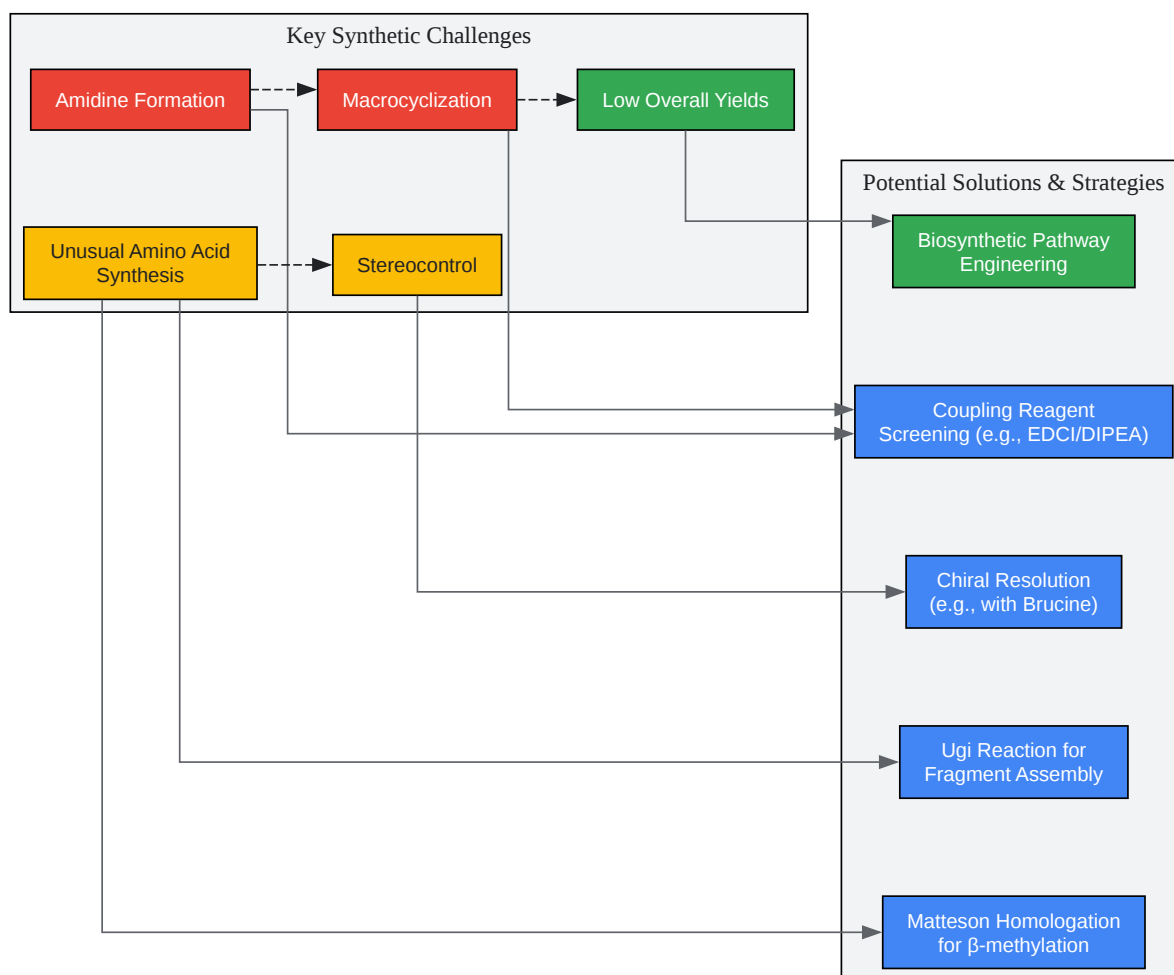 Key Synthetic Challenges
Amidine Formation
Macrocyclization
Low Overall Yields
Unusual Amino Acid
Synthesis
Stereocontrol
Potential Solutions & Strategies
Biosynthetic Pathway
Engineering
Coupling Reagent
Screening (e.g., EDCI/DIPEA)
Chiral Resolution
(e.g., with Brucine)
Ugi Reaction for
Fragment Assembly
Matteson Homologation
for β-methylation